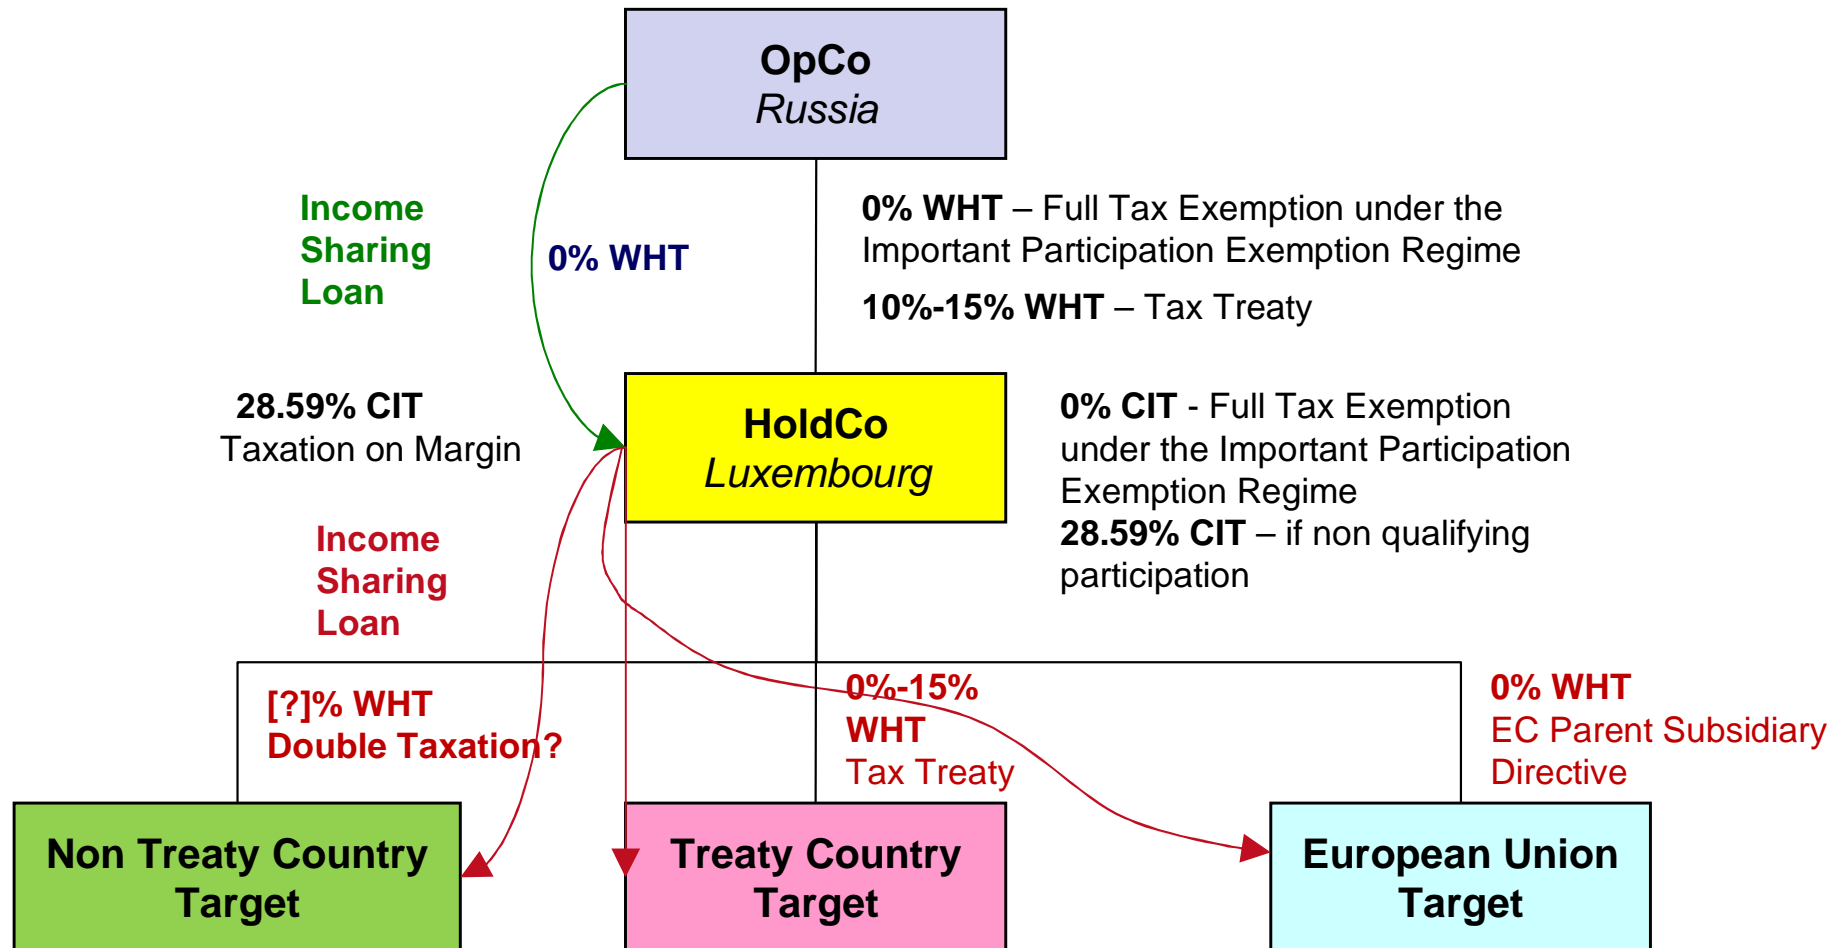 OpCo
Russia
Income
Sharing
Loan
0% WHT
0% WHT – Full Tax Exemption under the
Important Participation Exemption Regime
10%-15% WHT – Tax Treaty
28.59% CIT
Taxation on Margin
HoldCo
Luxembourg
0% CIT - Full Tax Exemption
under the Important Participation
Exemption Regime
28.59% CIT – if non qualifying
participation
Income
Sharing
Loan
[?]% WHT
Double Taxation?
0%-15%
WHT
Tax Treaty
0% WHT
EC Parent Subsidiary
Directive
Non Treaty Country
Target
Treaty Country
Target
European Union
Target